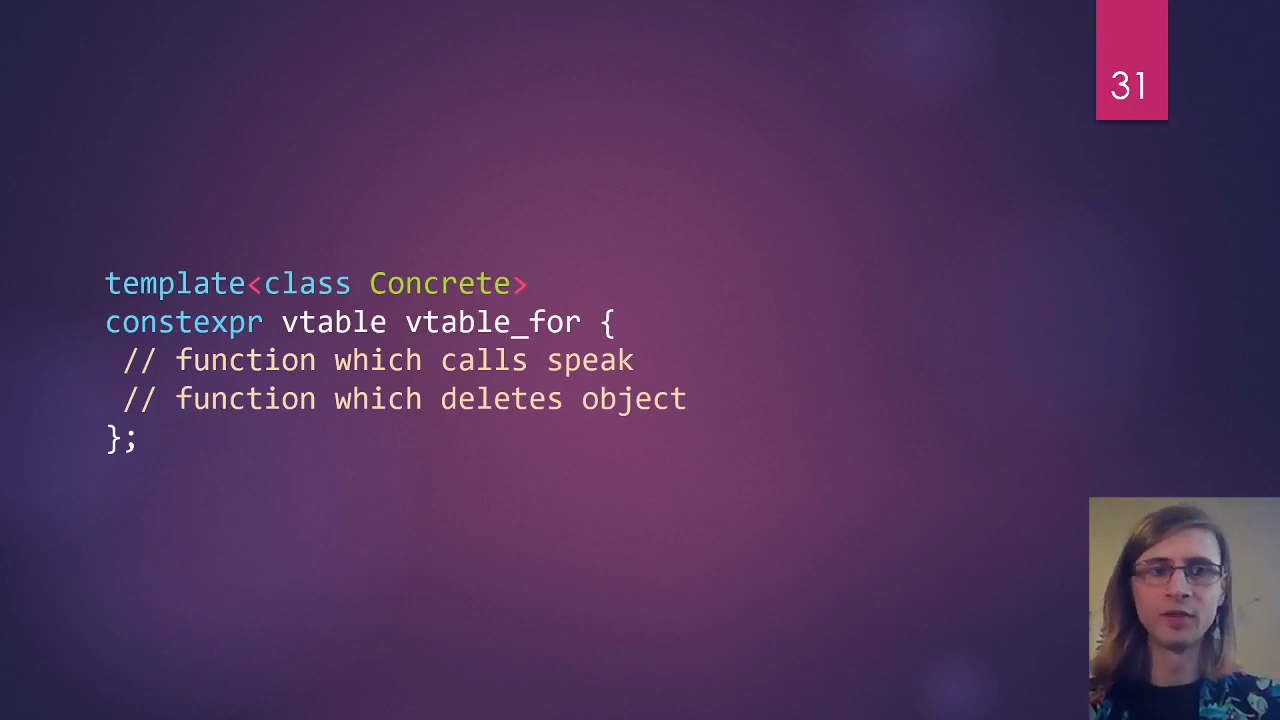 31
template<class Concrete>
constexpr vtable vtable_for {
 // function which calls speak
 // function which deletes object
};